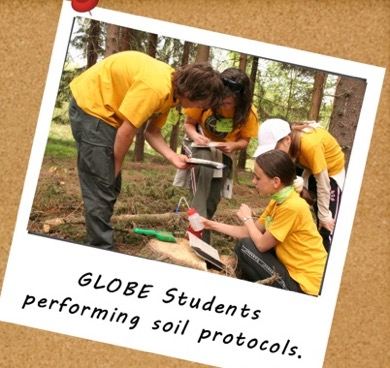 GLOBE Students
performing soil protocols.